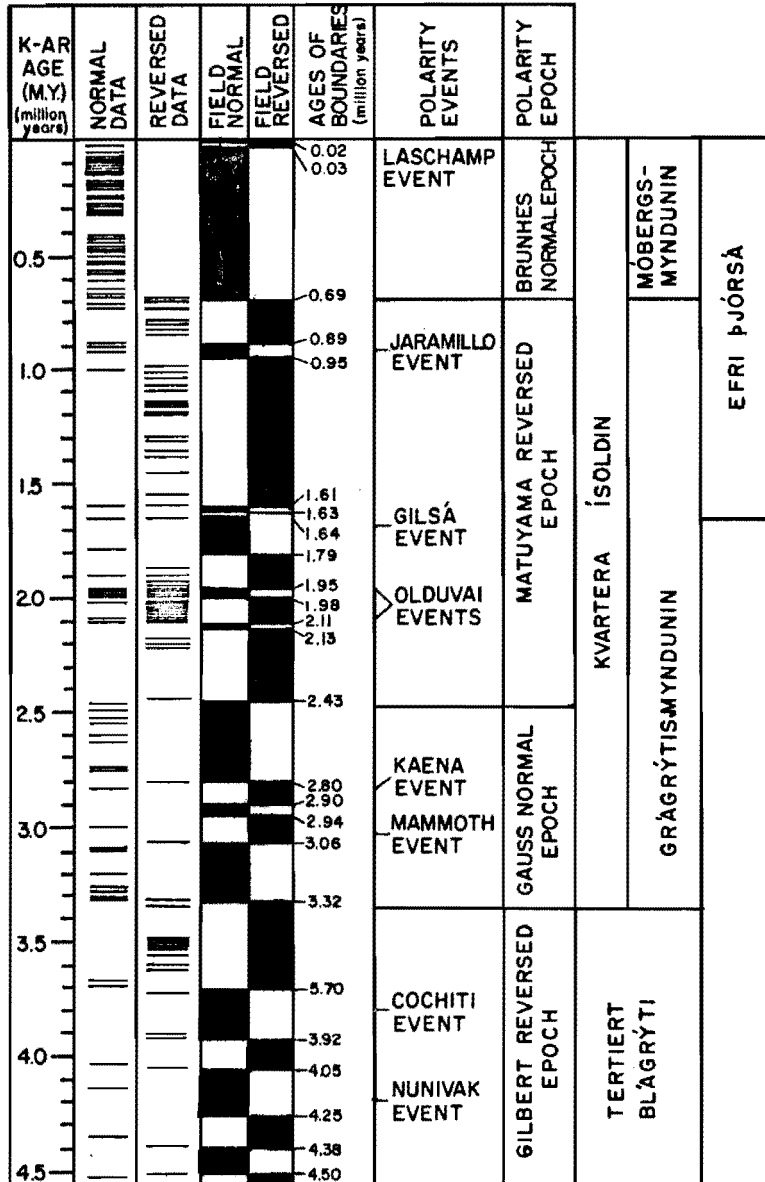 K-AR
AGE
(M.Y.)
(million
years)
NORMAL
DATA
REVERSED
DATA
FIELD
NORMAL
FIELD
REVERSED
AGES OF
BOUNDARIES
(million years)
POLARITY
EVENTS
POLARITY
EPOCH
0.5
1.0
1.5
2.0
2.5
3.0
3.5
4.0
4.5
0.02
0.03
0.69
0.89
0.95
1.61
1.63
1.64
1.79
1.95
1.98
2.11
2.13
2.43
2.80
2.90
2.94
3.06
3.32
5.70
3.92
4.05
4.25
4.38
4.50
LASCHAMP
EVENT
JARAMILLO
EVENT
GILSÁ
EVENT
OLDUVAI
EVENTS
KAENA
EVENT
MAMMOTH
EVENT
COCHITI
EVENT
NUNIVAK
EVENT
BRUNHES
NORMAL EPOCH
MATUYAMA REVERSED
EPOCH
GAUSS NORMAL
EPOCH
GILBERT REVERSED
EPOCH
KVARTERA ÍSOLDIN
TERTIERT
BLÁGRÝTI
MÓBERGS-
MYNDUNIN
GRÁGRÝTISMYNDUNIN
EFRI ÞJÓRSÁ